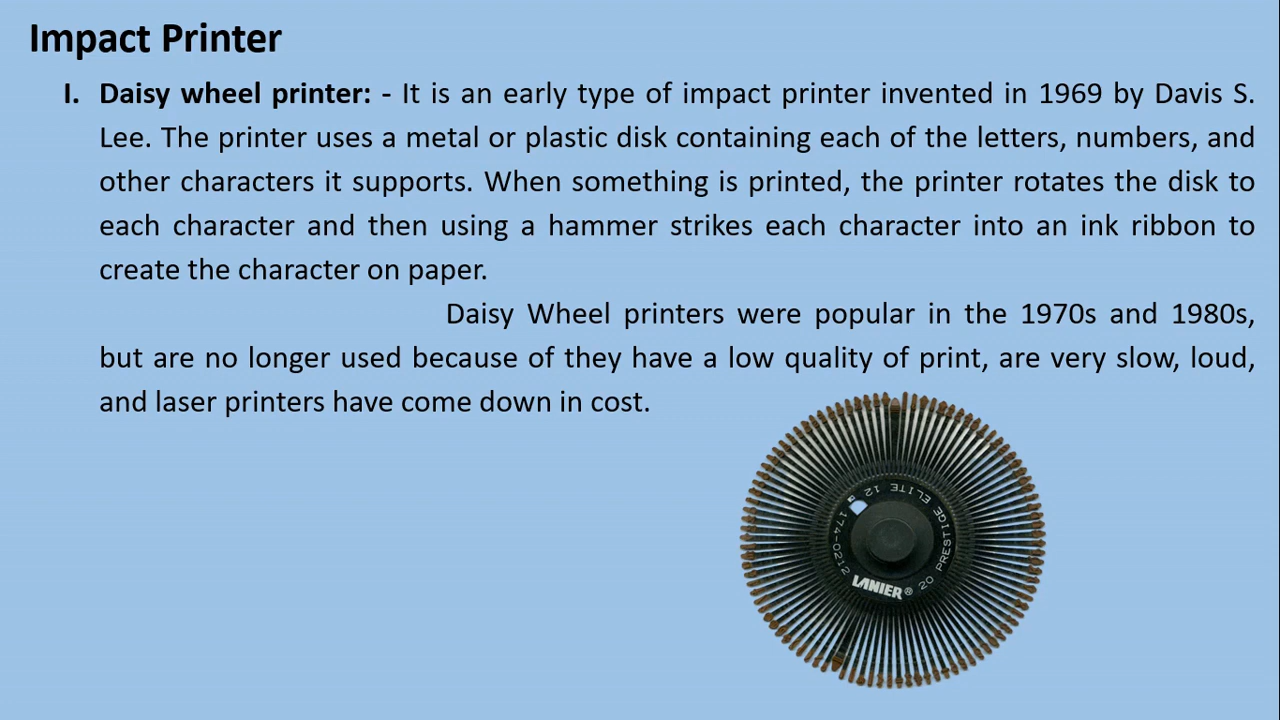 Impact Printer
I. Daisy wheel printer: - It is an early type of impact printer invented in 1969 by Davis S.
Lee. The printer uses a metal or plastic disk containing each of the letters, numbers, and
other characters it supports. When something is printed, the printer rotates the disk to
each character and then using a hammer strikes each character into an ink ribbon to
create the character on paper.
Daisy Wheel printers were popular in the 1970s and 1980s,
but are no longer used because of they have a low quality of print, are very slow, loud,
and laser printers have come down in cost.
174-0212 20 PRESTIGE ELITE 12
LANIER®